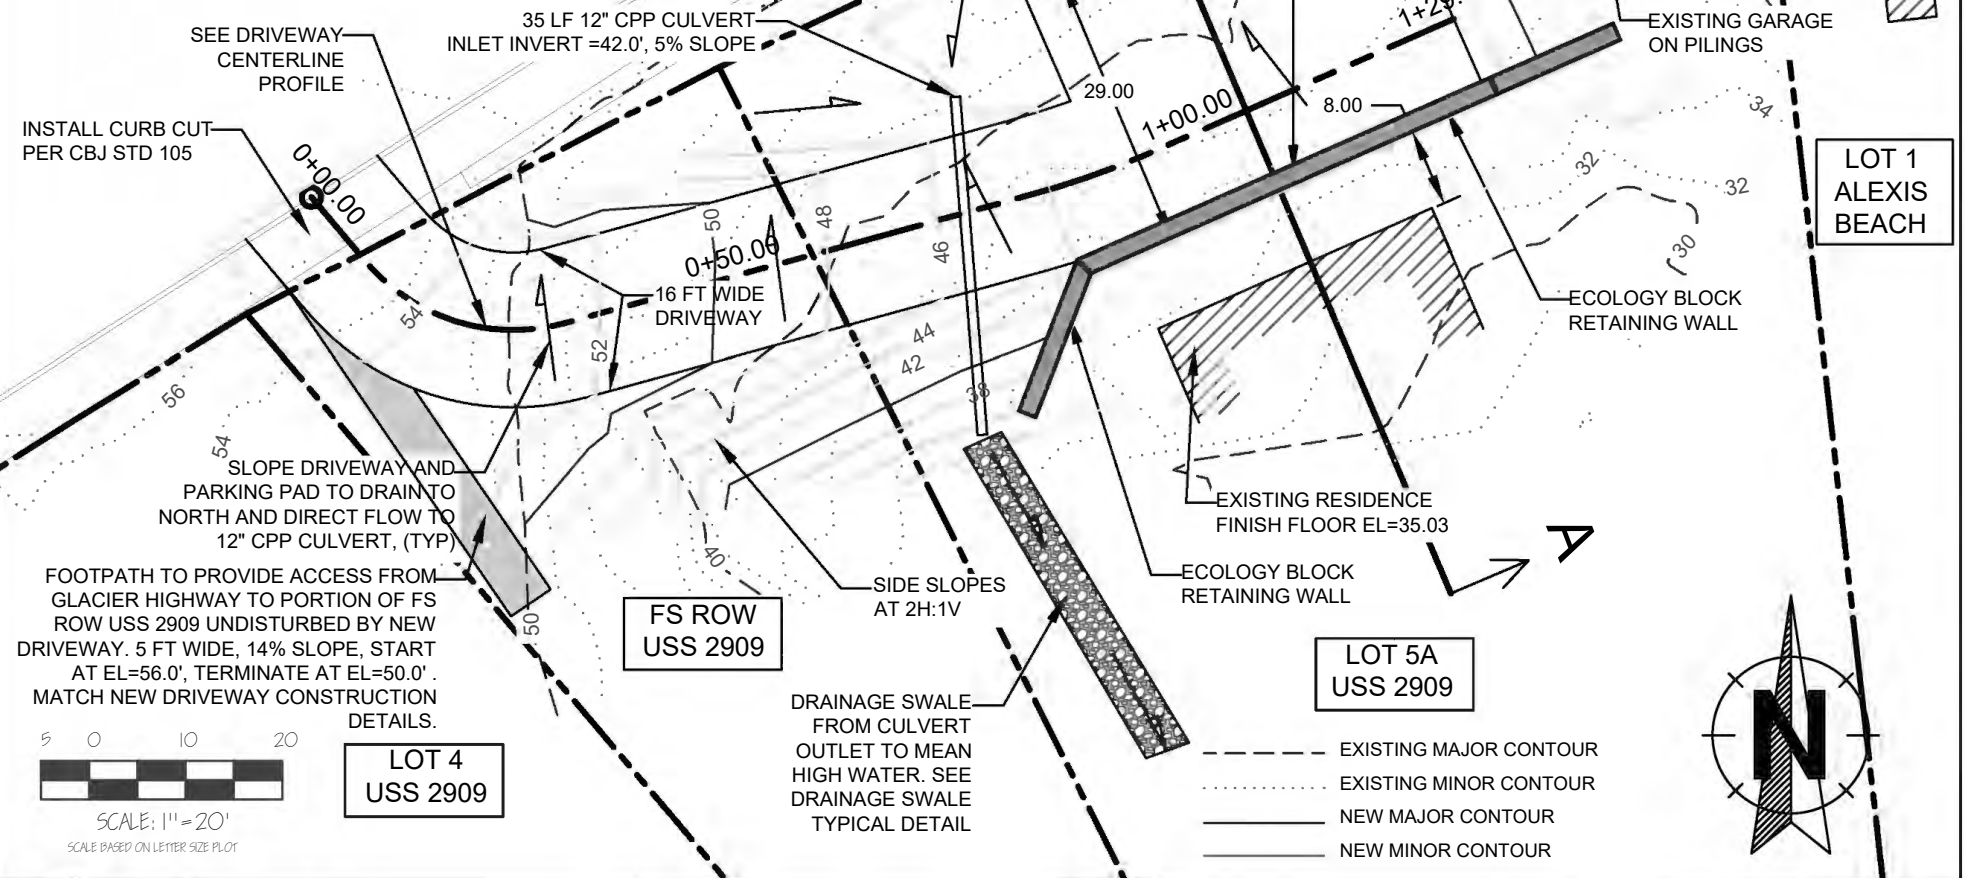 35 LF 12" CPP CULVERT
INLET INVERT =42.0', 5% SLOPE
SEE DRIVEWAY
CENTERLINE
PROFILE
INSTALL CURB CUT
PER CBJ STD 105
0+00.00
0+50.00
1+00.00
EXISTING GARAGE
ON PILINGS
29.00
8.00
34
32
32
30
LOT 1
ALEXIS
BEACH
50
48
46
44
42
38
40
54
52
56
54
50
16 FT WIDE
DRIVEWAY
ECOLOGY BLOCK
RETAINING WALL
SLOPE DRIVEWAY AND
PARKING PAD TO DRAIN TO
NORTH AND DIRECT FLOW TO
12" CPP CULVERT, (TYP)
EXISTING RESIDENCE
FINISH FLOOR EL=35.03
A
FOOTPATH TO PROVIDE ACCESS FROM
GLACIER HIGHWAY TO PORTION OF FS
ROW USS 2909 UNDISTURBED BY NEW
DRIVEWAY. 5 FT WIDE, 14% SLOPE, START
AT EL=56.0', TERMINATE AT EL=50.0' .
MATCH NEW DRIVEWAY CONSTRUCTION
DETAILS.
FS ROW
USS 2909
SIDE SLOPES
AT 2H:1V
ECOLOGY BLOCK
RETAINING WALL
LOT 5A
USS 2909
DRAINAGE SWALE
FROM CULVERT
OUTLET TO MEAN
HIGH WATER. SEE
DRAINAGE SWALE
TYPICAL DETAIL
5 0 10 20
SCALE: 1"=20'
SCALE BASED ON LETTER SIZE PLOT
LOT 4
USS 2909
EXISTING MAJOR CONTOUR
EXISTING MINOR CONTOUR
NEW MAJOR CONTOUR
NEW MINOR CONTOUR
N